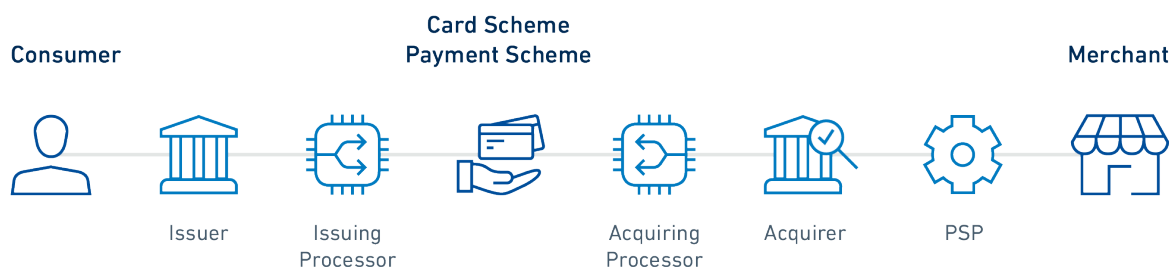 Consumer
Card Scheme
Payment Scheme
Merchant
Issuer
Issuing
Processor
Acquiring
Processor
Acquirer
PSP